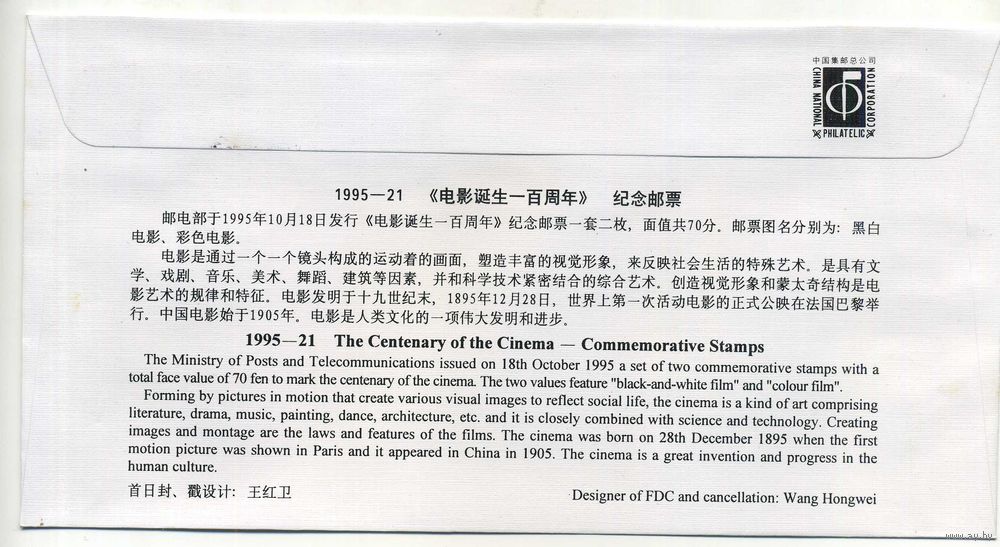 中国集邮总公司
CHINA NATIONAL
PHILATELIC
CORPORATION
1995—21 《电影诞生一百周年》 纪念邮票
邮电部于1995年10月18日发行《电影诞生一百周年》纪念邮票一套二枚，面值共70分。邮票图名分别为：黑白
电影、彩色电影。
电影是通过一个一个镜头构成的运动着的画面，塑造丰富的视觉形象，来反映社会生活的特殊艺术。是具有文
学、戏剧、音乐、美术、舞蹈、建筑等因素，并和科学技术紧密结合的综合艺术。创造视觉形象和蒙太奇结构是电
影艺术的规律和特征。电影发明于十九世纪末，1895年12月28日，世界上第一次活动电影的正式公映在法国巴黎举
行。中国电影始于1905年。电影是人类文化的一项伟大发明和进步。
1995—21 The Centenary of the Cinema — Commemorative Stamps
The Ministry of Posts and Telecommunications issued on 18th October 1995 a set of two commemorative stamps with a
total face value of 70 fen to mark the centenary of the cinema. The two values feature "black-and-white film" and "colour film".
Forming by pictures in motion that create various visual images to reflect social life, the cinema is a kind of art comprising
literature, drama, music, painting, dance, architecture, etc. and it is closely combined with science and technology. Creating
images and montage are the laws and features of the films. The cinema was born on 28th December 1895 when the first
motion picture was shown in Paris and it appeared in China in 1905. The cinema is a great invention and progress in the
human culture.
首日封、戳设计：王红卫
Designer of FDC and cancellation: Wang Hongwei
www.ay.by